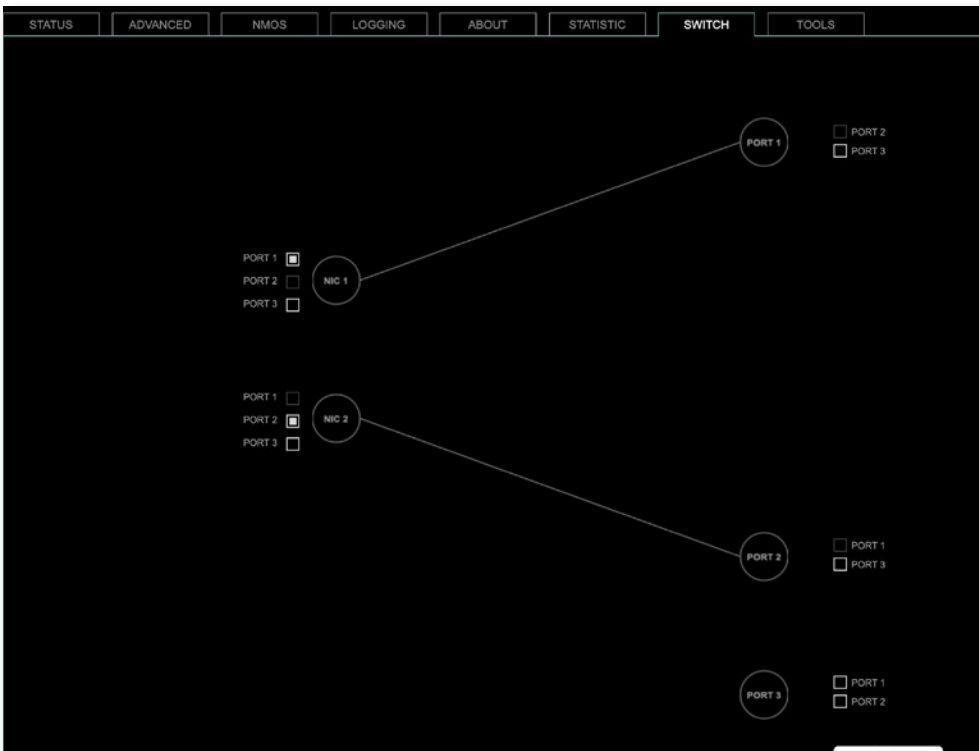 STATUS ADVANCED NMOS LOGGING ABOUT STATISTIC SWITCH TOOLS
PORT 1
PORT 2
PORT 3
PORT 1
PORT 2
PORT 3
NIC 1
PORT 1
PORT 2
PORT 3
NIC 2
PORT 2
PORT 1
PORT 3
PORT 3
PORT 1
PORT 2